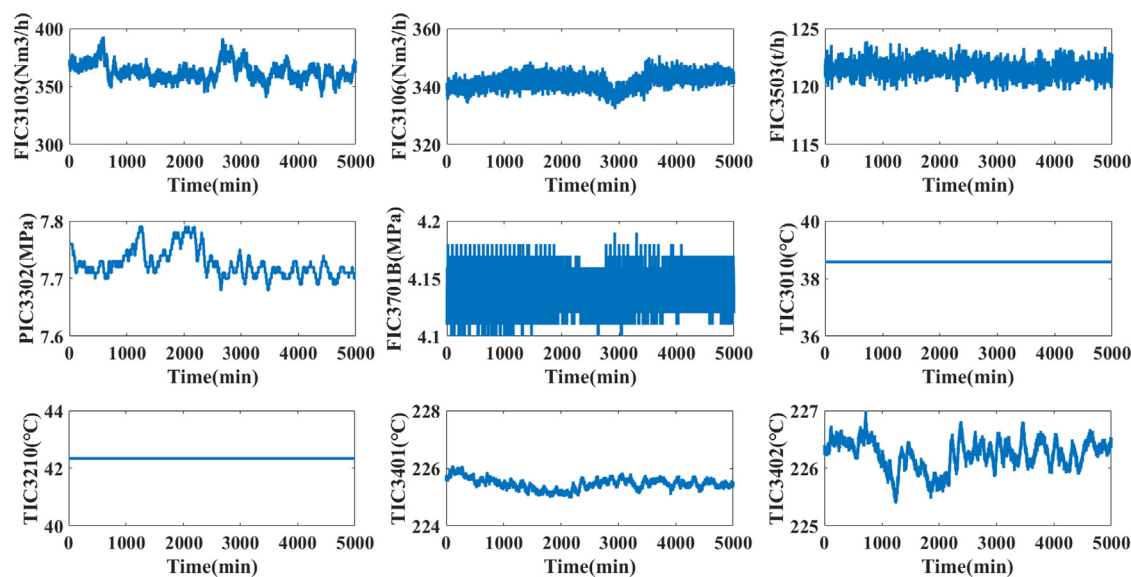 FIC3103(Nm3/h)
400
350
300
0 1000 2000 3000 4000 5000
Time(min)
FIC3106(Nm3/h)
360
340
320
0 1000 2000 3000 4000 5000
Time(min)
FIC3503(t/h)
125
120
115
0 1000 2000 3000 4000 5000
Time(min)
PIC3302(MPa)
7.8
7.7
7.6
0 1000 2000 3000 4000 5000
Time(min)
FIC3701B(MPa)
4.2
4.15
4.1
0 1000 2000 3000 4000 5000
Time(min)
TIC3010(°C)
40
38
36
0 1000 2000 3000 4000 5000
Time(min)
TIC3210(°C)
44
42
40
0 1000 2000 3000 4000 5000
Time(min)
TIC3401(°C)
228
226
224
0 1000 2000 3000 4000 5000
Time(min)
TIC3402(°C)
227
226
225
0 1000 2000 3000 4000 5000
Time(min)